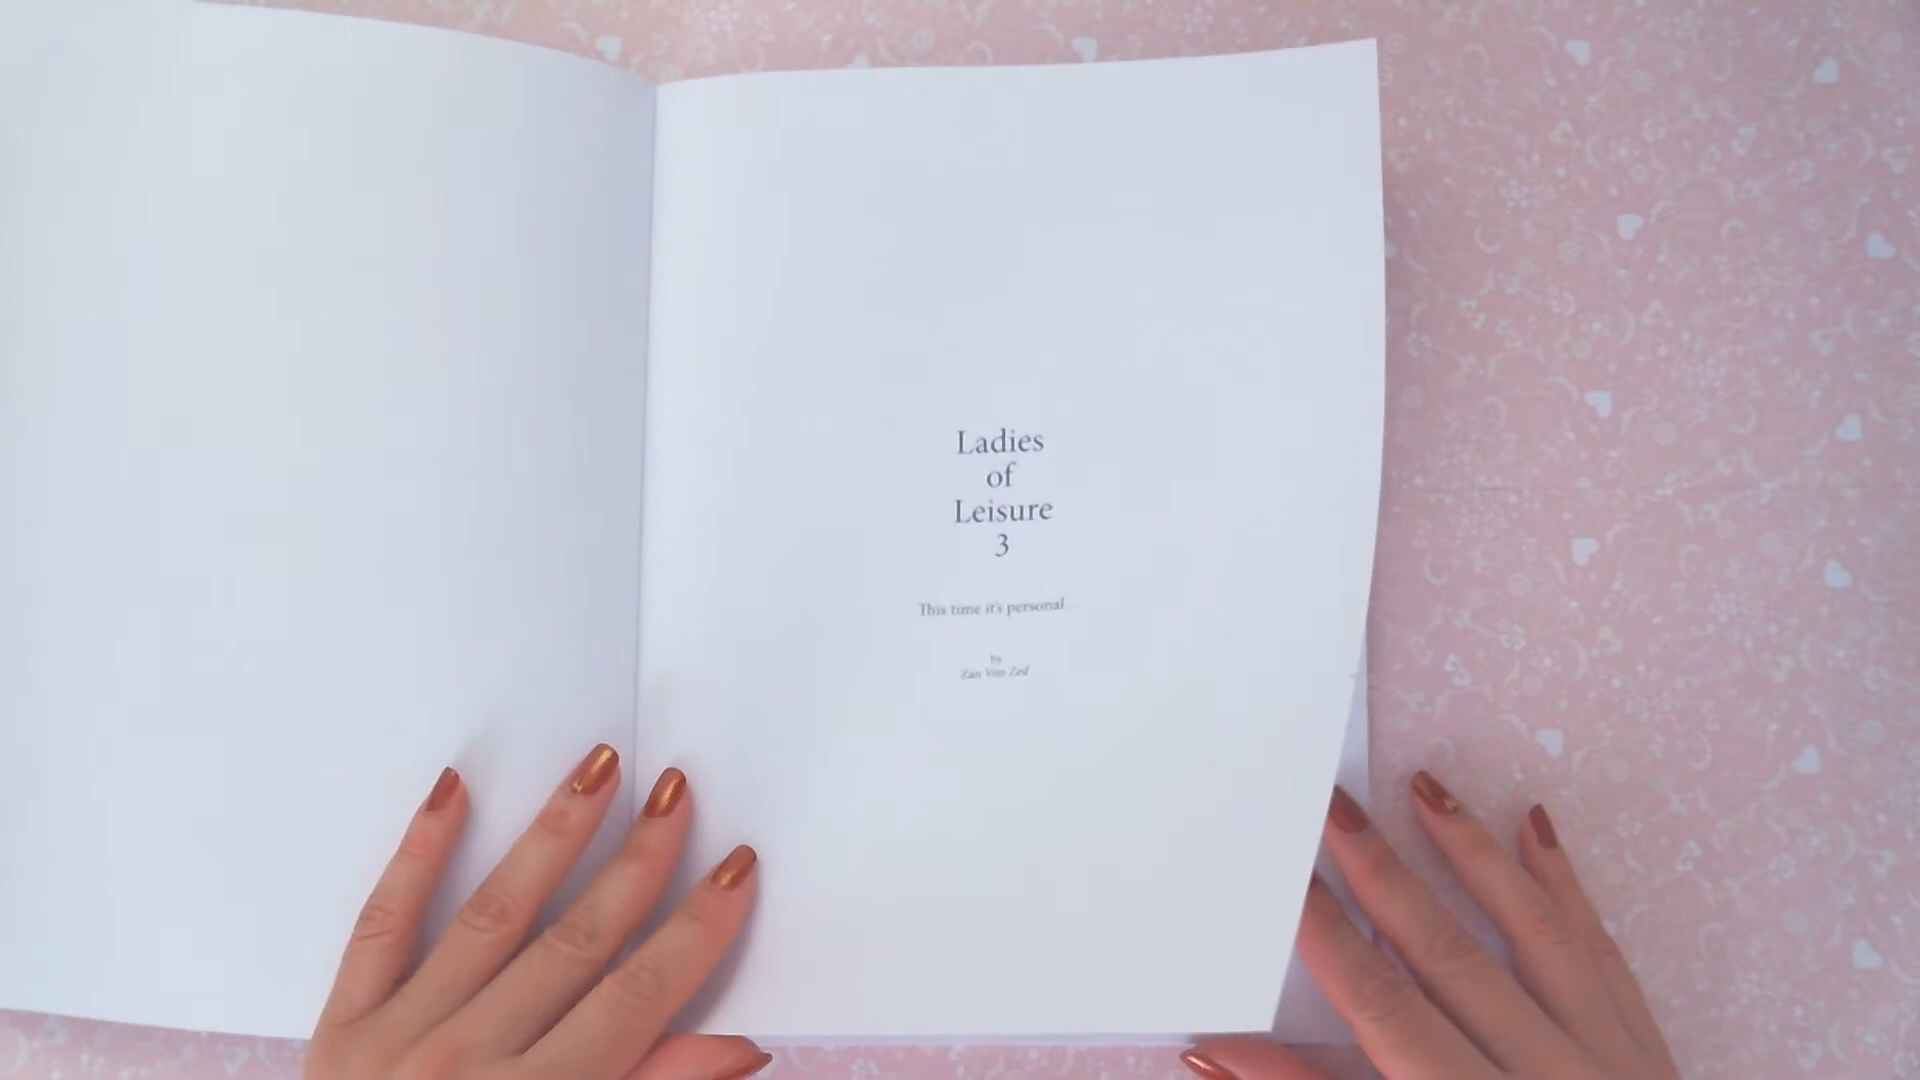 Ladies
of
Leisure
3
This time it's personal.
by
Zan Von Zed